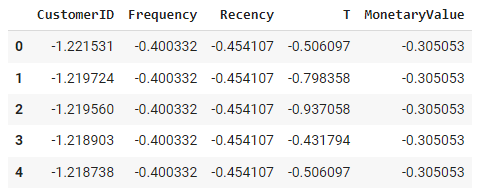 CustomerID Frequency Recency T MonetaryValue
0 -1.221531 -0.400332 -0.454107 -0.506097 -0.305053
1 -1.219724 -0.400332 -0.454107 -0.798358 -0.305053
2 -1.219560 -0.400332 -0.454107 -0.937058 -0.305053
3 -1.218903 -0.400332 -0.454107 -0.431794 -0.305053
4 -1.218738 -0.400332 -0.454107 -0.506097 -0.305053